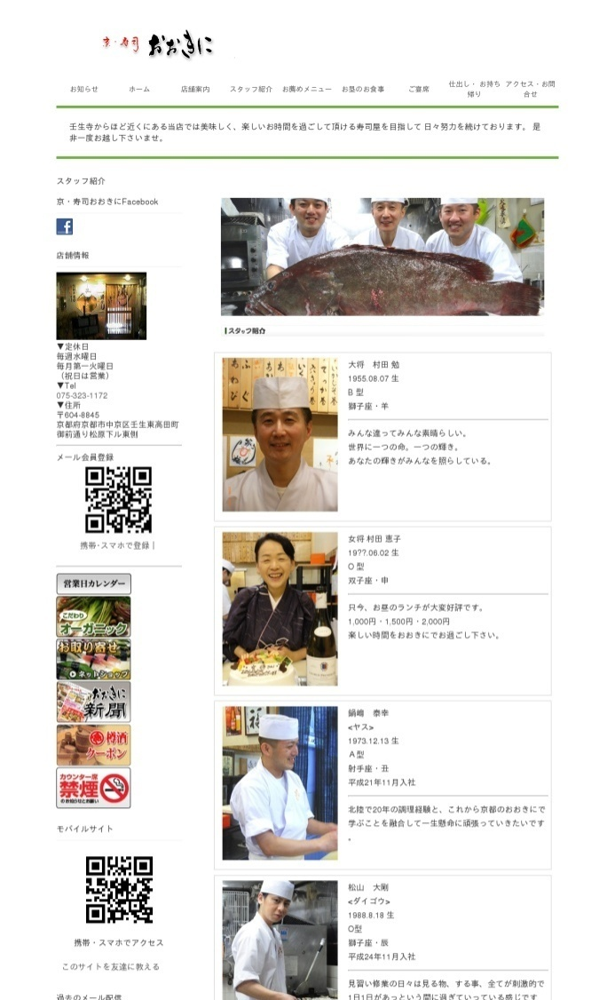 京・寿司 おおきに
お知らせ ホーム 店舗案内 スタッフ紹介 お薦めメニュー お昼のお食事 ご宴席 仕出し・ お持ち帰り アクセス・お問合せ
壬生寺からほど近くにある当店では美味しく、楽しいお時間を過ごして頂ける寿司屋を目指して 日々努力を続けております。 是
非一度お越し下さいませ。
スタッフ紹介
京・寿司おおきにFacebook
f
店舗情報
▼定休日
毎週水曜日
毎月第一火曜日
（祝日は営業）
▼Tel
075-323-1172
▼住所
〒604-8845
京都府京都市中京区壬生東高田町
御前通り松原下ル東側
メール会員登録
携帯･スマホで登録｜
営業日カレンダー
こだわり
オーガニック
お取り寄せ
ネットショップ
おおきに
新聞
樽酒
クーポン
カウンター席
禁煙
のお知らせとお願い
モバイルサイト
携帯・スマホでアクセス
このサイトを友達に教える
過去のメール配信
スタッフ紹介
大将 村田 勉
1955.08.07 生
B 型
獅子座・羊
みんな違ってみんな素晴らしい。
世界に一つの命。一つの輝き。
あなたの輝きがみんなを照らしている。
女将 村田 恵子
19??.06.02 生
O 型
双子座・申
只今、お昼のランチが大変好評です。
1,000円・1,500円・2,000円
楽しい時間をおおきにでお過ごし下さい。
鍋嶋 泰幸
<ヤス>
1973.12.13 生
Ａ型
射手座・丑
平成21年11月入社
北陸で20年の調理経験と、これから京都のおおきにで
学ぶことを融合して一生懸命に頑張っていきたいです
。
松山 大剛
<ダイゴウ>
1988.8.18 生
O型
獅子座・辰
平成24年11月入社
見習い修業の日々は見る物、する事、全てが刺激的で
1日1日があっという間に過ぎていっている感じです